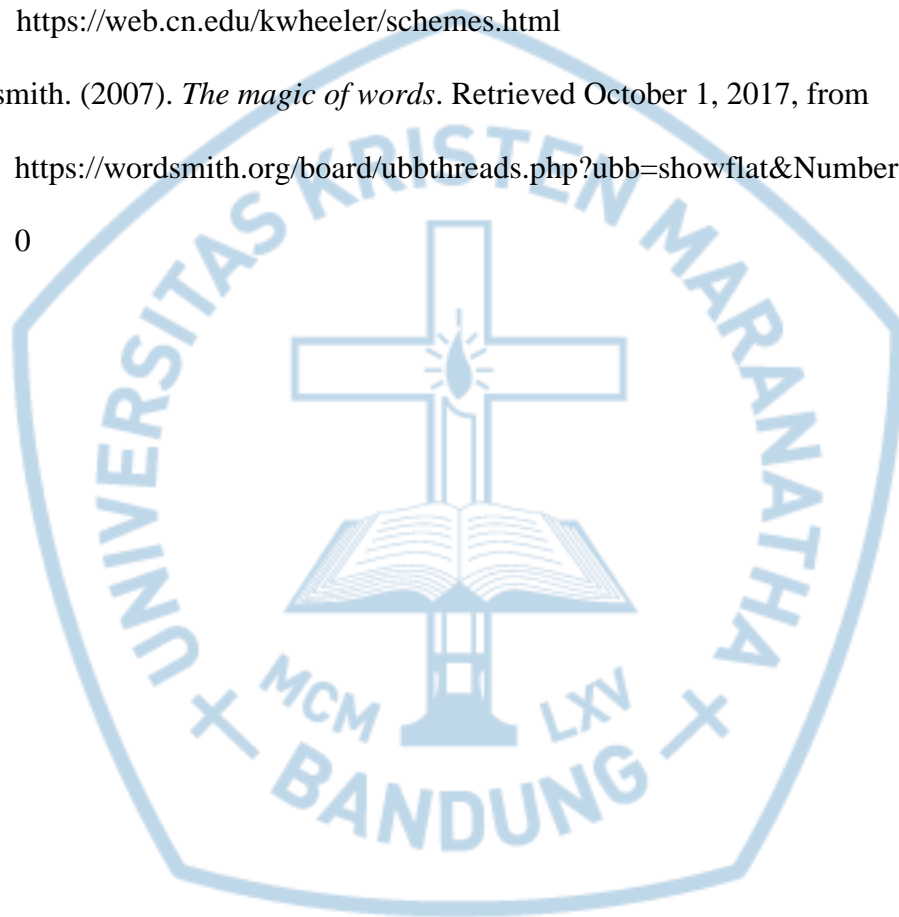 https://web.cn.edu/kwheeler/schemes.html
smith. (2007). The magic of words. Retrieved October 1, 2017, from
https://wordsmith.org/board/ubbthreads.php?ubb=showflat&Number
0
UNIVERSITAS KRISTEN MARANATHA
MCM LXV
+ BANDUNG +